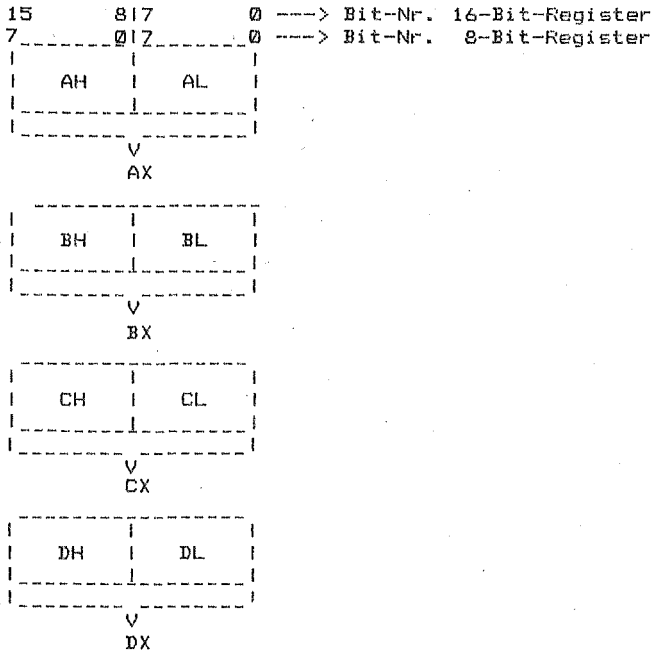 15 8|7 0 ---> Bit-Nr. 16-Bit-Register
7 0|7 0 ---> Bit-Nr. 8-Bit-Register
AH | AL
V
AX
BH | BL
V
BX
CH | CL
V
CX
DH | DL
V
DX